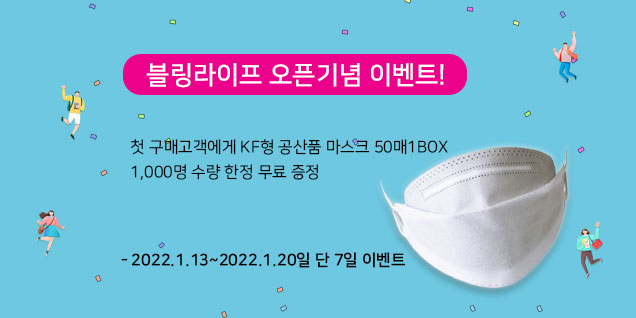 블링라이프 오픈기념 이벤트!
첫 구매고객에게 KF형 공산품 마스크 50매1BOX
1,000명 수량 한정 무료 증정
- 2022.1.13~2022.1.20일 단 7일 이벤트